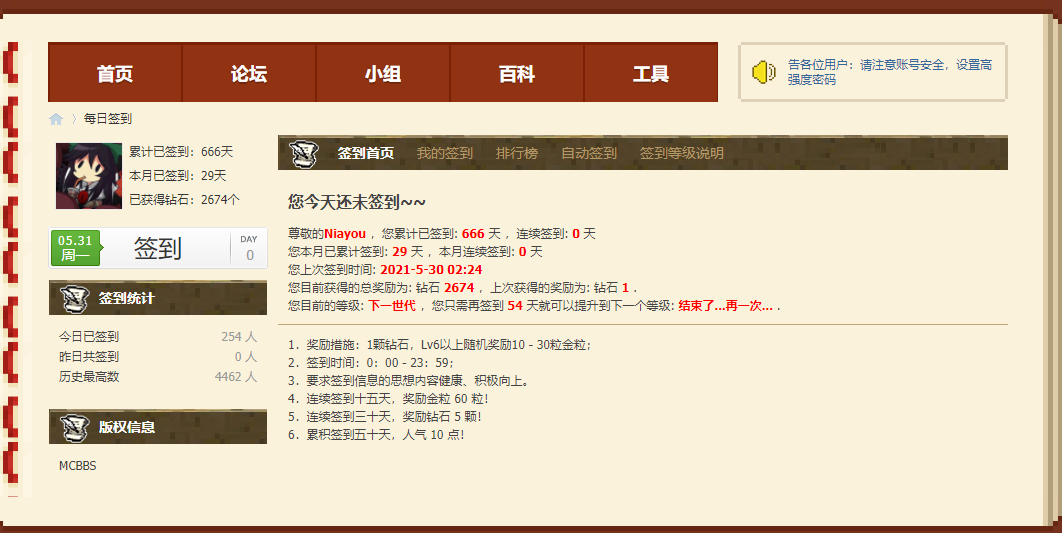 首页 论坛 小组 百科 工具
告各位用户：请注意账号安全，设置高
强度密码
每日签到
累计已签到：666天
本月已签到：29天
已获得钻石：2674个
05.31
周一
签到
DAY
0
签到统计
今日已签到 254 人
昨日共签到 0 人
历史最高数 4462 人
版权信息
MCBBS
签到首页 我的签到 排行榜 自动签到 签到等级说明
您今天还未签到~~
尊敬的Niayou ，您累计已签到: 666 天 ，连续签到: 0 天
您本月已累计签到: 29 天 ，本月连续签到: 0 天
您上次签到时间: 2021-5-30 02:24
您目前获得的总奖励为: 钻石 2674 ，上次获得的奖励为: 钻石 1 .
您目前的等级: 下一世代 ，您只需再签到 54 天就可以提升到下一个等级: 结束了...再一次... .
1．奖励措施：1颗钻石，Lv6以上随机奖励10 - 30粒金粒；
2．签到时间：0：00 - 23：59；
3．要求签到信息的思想内容健康、积极向上。
4．连续签到十五天，奖励金粒 60 粒！
5．连续签到三十天，奖励钻石 5 颗！
6．累积签到五十天，人气 10 点！